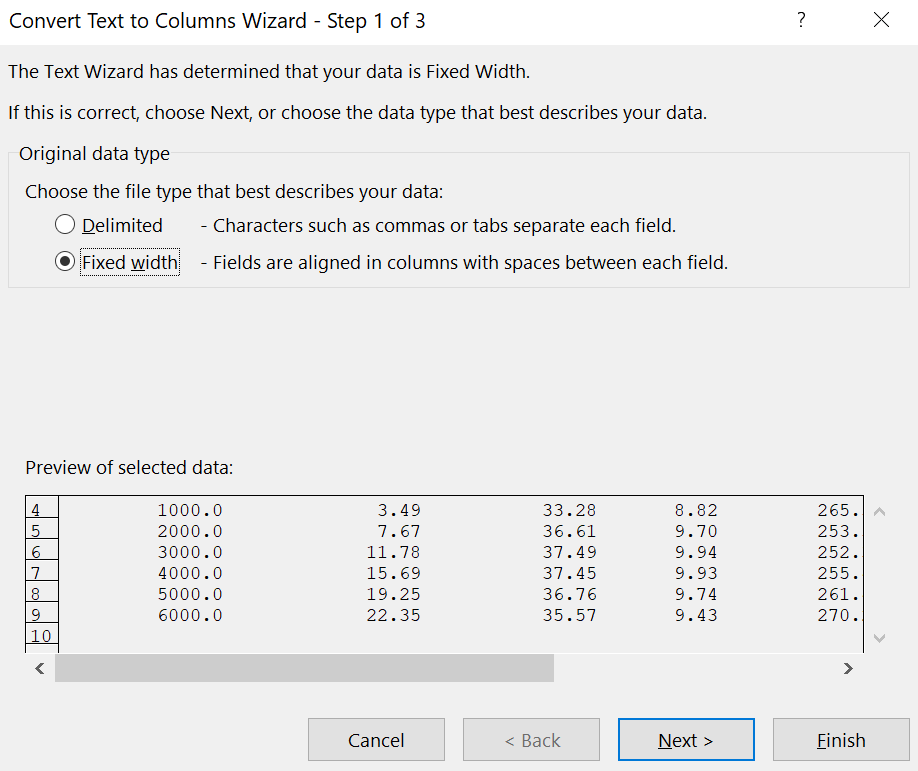 Convert Text to Columns Wizard - Step 1 of 3 ?
The Text Wizard has determined that your data is Fixed Width.
If this is correct, choose Next, or choose the data type that best describes your data.
Original data type
Choose the file type that best describes your data:
Delimited - Characters such as commas or tabs separate each field.
Fixed width - Fields are aligned in columns with spaces between each field.
Preview of selected data:
4 1000.0 3.49 33.28 8.82 265.
5 2000.0 7.67 36.61 9.70 253.
6 3000.0 11.78 37.49 9.94 252.
7 4000.0 15.69 37.45 9.93 255.
8 5000.0 19.25 36.76 9.74 261.
9 6000.0 22.35 35.57 9.43 270.
10
Cancel < Back Next > Finish